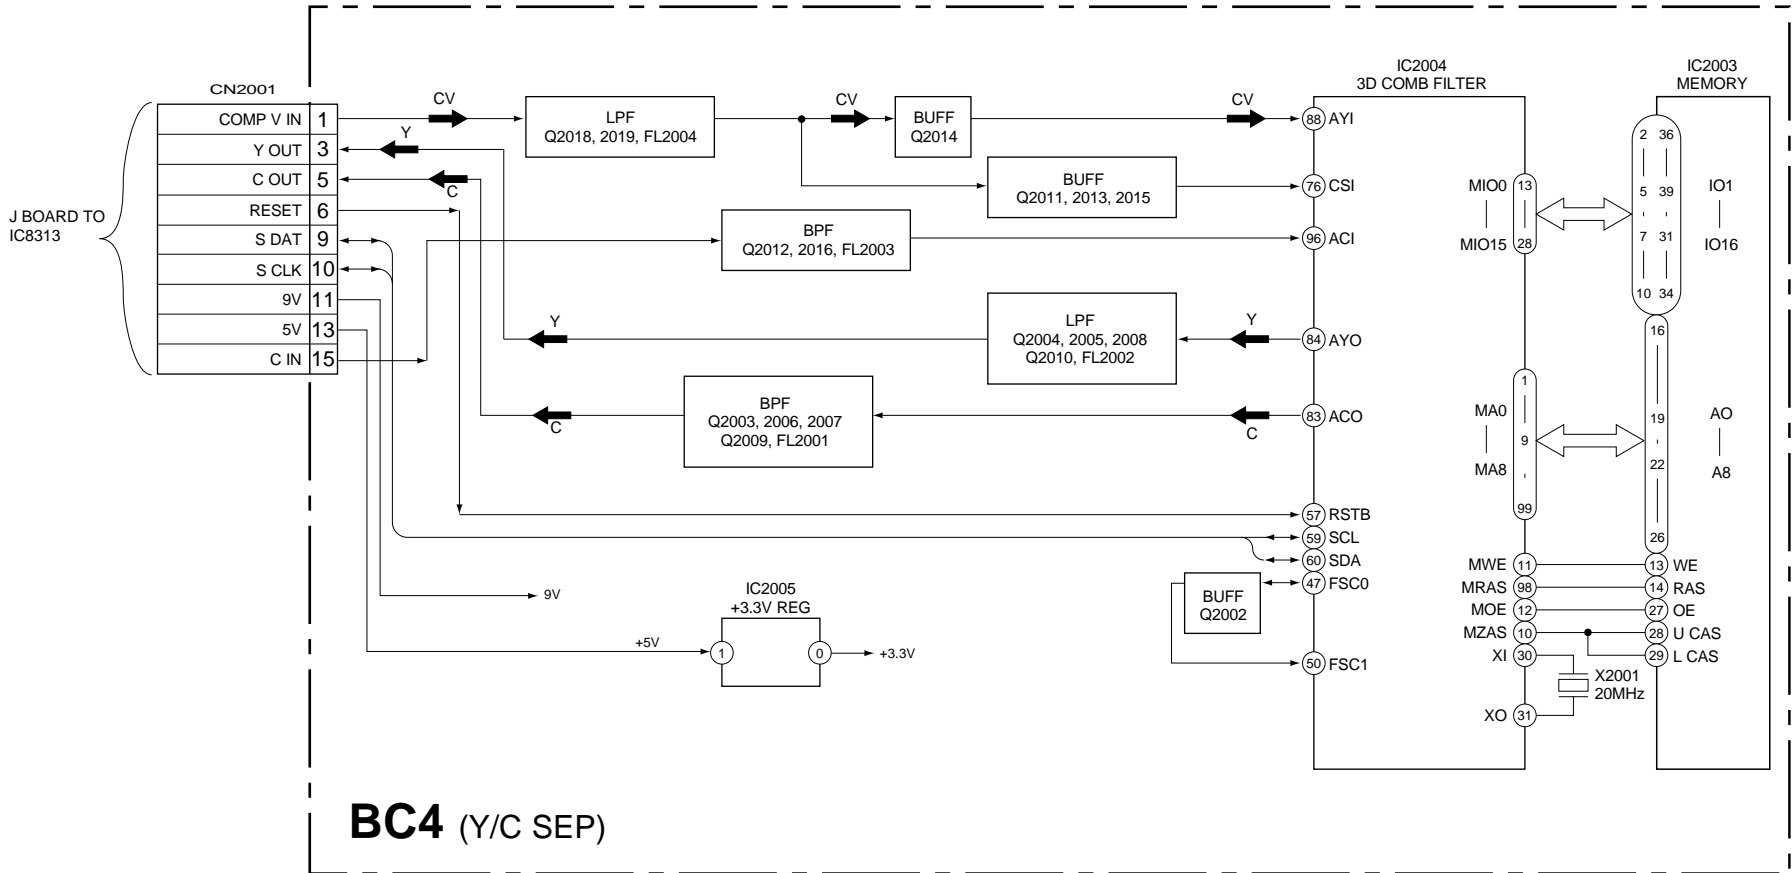 CN2001
J BOARD TO
IC8313
COMP V IN 1
Y OUT 3
C OUT 5
RESET 6
S DAT 9
S CLK 10
9V 11
5V 13
C IN 15
CV
Y
C
LPF
Q2018, 2019, FL2004
CV
BUFF
Q2014
CV
BUFF
Q2011, 2013, 2015
BPF
Q2012, 2016, FL2003
Y
LPF
Q2004, 2005, 2008
Q2010, FL2002
Y
C
BPF
Q2003, 2006, 2007
Q2009, FL2001
C
9V
IC2005
+3.3V REG
+5V
1
0
+3.3V
BUFF
Q2002
IC2004
3D COMB FILTER
88 AYI
76 CSI
96 ACI
84 AYO
83 ACO
57 RSTB
59 SCL
60 SDA
47 FSC0
50 FSC1
MIO0 13
MIO15 28
MA0 1
9
MA8
99
MWE 11
MRAS 98
MOE 12
MZAS 10
XI 30
XO 31
X2001
20MHz
IC2003
MEMORY
2 36
5 39
7 31
10 34
IO1
IO16
16
19
22
26
AO
A8
13 WE
14 RAS
27 OE
28 U CAS
29 L CAS
BC4 (Y/C SEP)